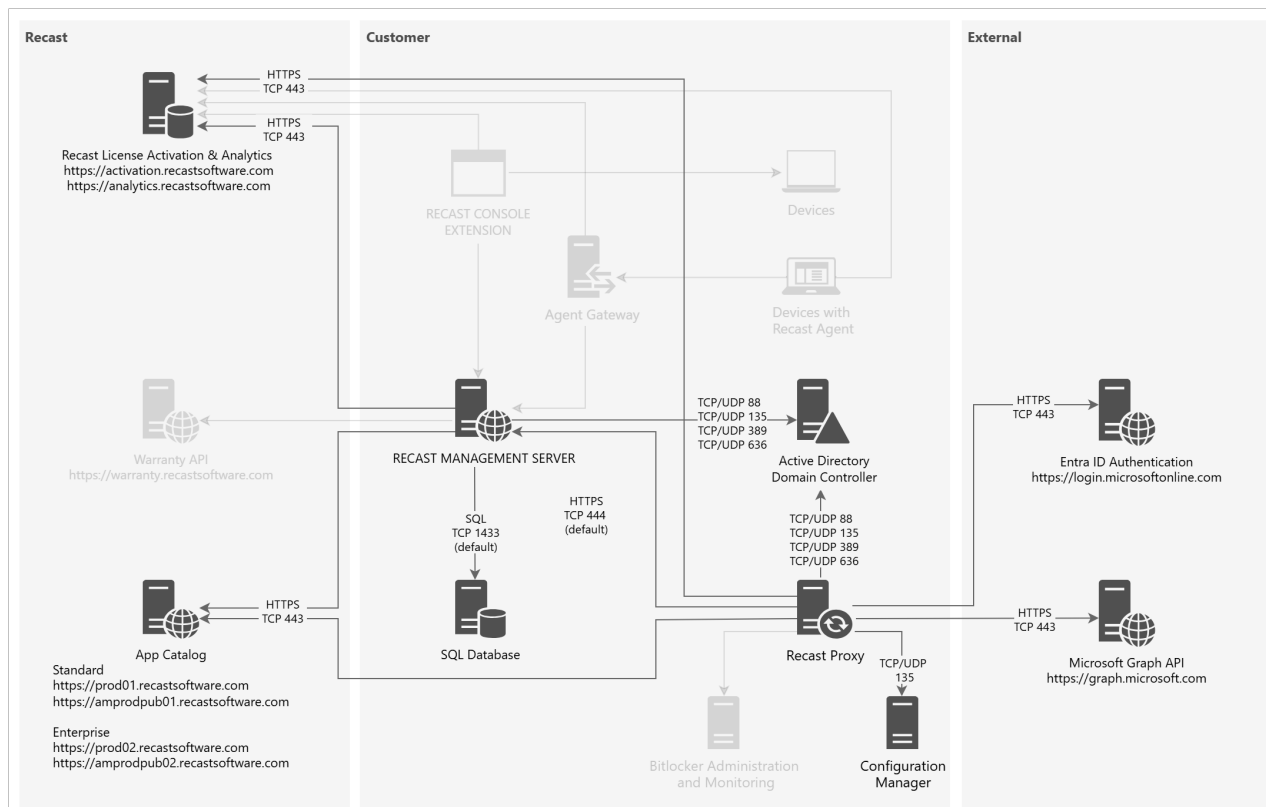 Recast
Customer
External
HTTPS
TCP 443
HTTPS
TCP 443
Recast License Activation & Analytics
https://activation.recastsoftware.com
https://analytics.recastsoftware.com
RECAST CONSOLE
EXTENSION
Devices
Agent Gateway
Devices with
Recast Agent
Warranty API
https://warranty.recastsoftware.com
RECAST MANAGEMENT SERVER
TCP/UDP 88
TCP/UDP 135
TCP/UDP 389
TCP/UDP 636
Active Directory
Domain Controller
HTTPS
TCP 443
Entra ID Authentication
https://login.microsoftonline.com
SQL
TCP 1433
(default)
HTTPS
TCP 444
(default)
TCP/UDP 88
TCP/UDP 135
TCP/UDP 389
TCP/UDP 636
HTTPS
TCP 443
App Catalog
Standard
https://prod01.recastsoftware.com
https://amprodpub01.recastsoftware.com
Enterprise
https://prod02.recastsoftware.com
https://amprodpub02.recastsoftware.com
SQL Database
Recast Proxy
HTTPS
TCP 443
Microsoft Graph API
https://graph.microsoft.com
TCP/UDP
135
Bitlocker Administration
and Monitoring
Configuration
Manager